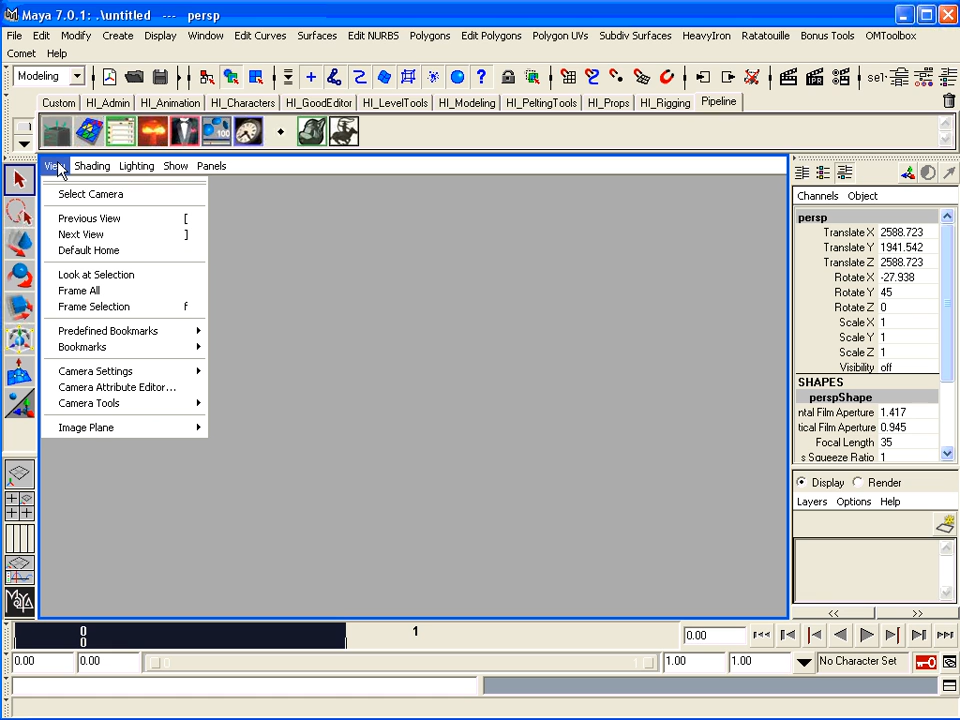 Maya 7.0.1: .\untitled --- persp
File Edit Modify Create Display Window Edit Curves Surfaces Edit NURBS Polygons Edit Polygons Polygon UVs Subdiv Surfaces HeavyIron Ratatouille Bonus Tools OMToolbox
Comet Help
Modeling sel
Custom HI_Admin HI_Animation HI_Characters HI_GoodEditor HI_LevelTools HI_Modeling HI_PeltingTools HI_Props HI_Rigging Pipeline
100
View Shading Lighting Show Panels
Select Camera
Previous View [
Next View ]
Default Home
Look at Selection
Frame All
Frame Selection f
Predefined Bookmarks
Bookmarks
Camera Settings
Camera Attribute Editor...
Camera Tools
Image Plane
Channels Object
persp
Translate X 2588.723
Translate Y 1941.542
Translate Z 2588.723
Rotate X -27.938
Rotate Y 45
Rotate Z 0
Scale X 1
Scale Y 1
Scale Z 1
Visibility off
SHAPES
perspShape
ntal Film Aperture 1.417
tical Film Aperture 0.945
Focal Length 35
s Squeeze Ratio 1
Display Render
Layers Options Help
MAYA
<< >>
0 1 0.00
0
0.00 0.00 1.00 1.00 No Character Set